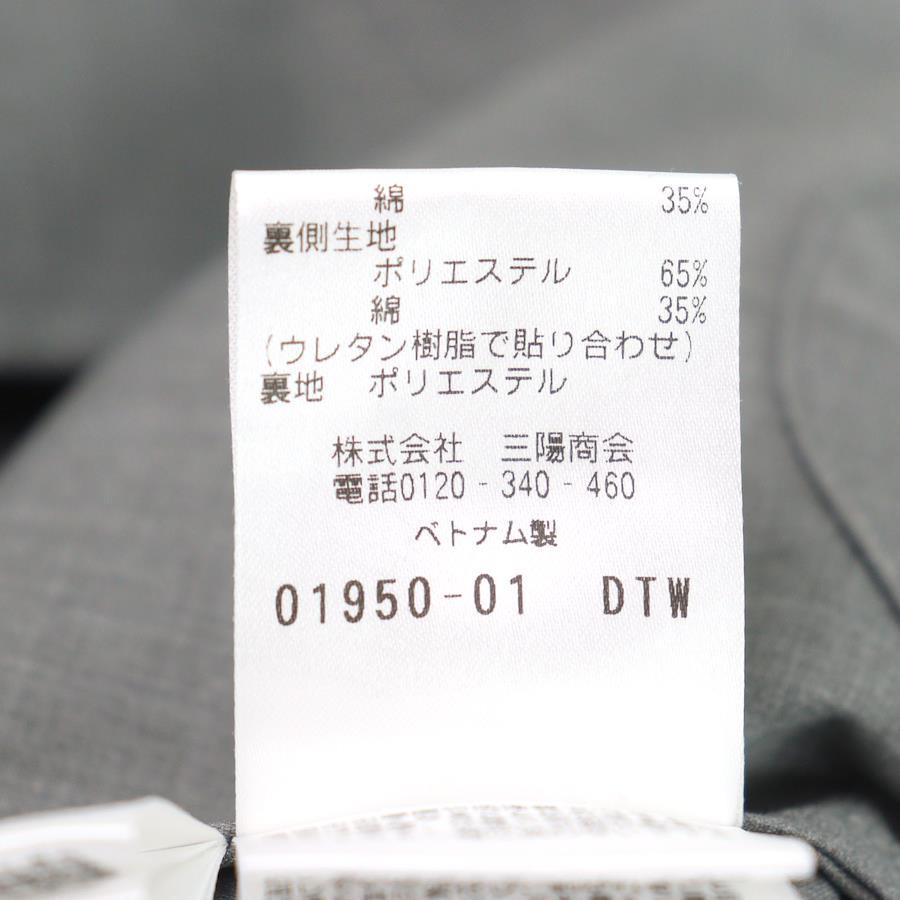 綿 35%
裏側生地
ポリエステル 65%
綿 35%
(ウレタン樹脂で貼り合わせ)
裏地 ポリエステル
株式会社 三陽商会
電話0120-340-460
ベトナム製
01950-01 DTW